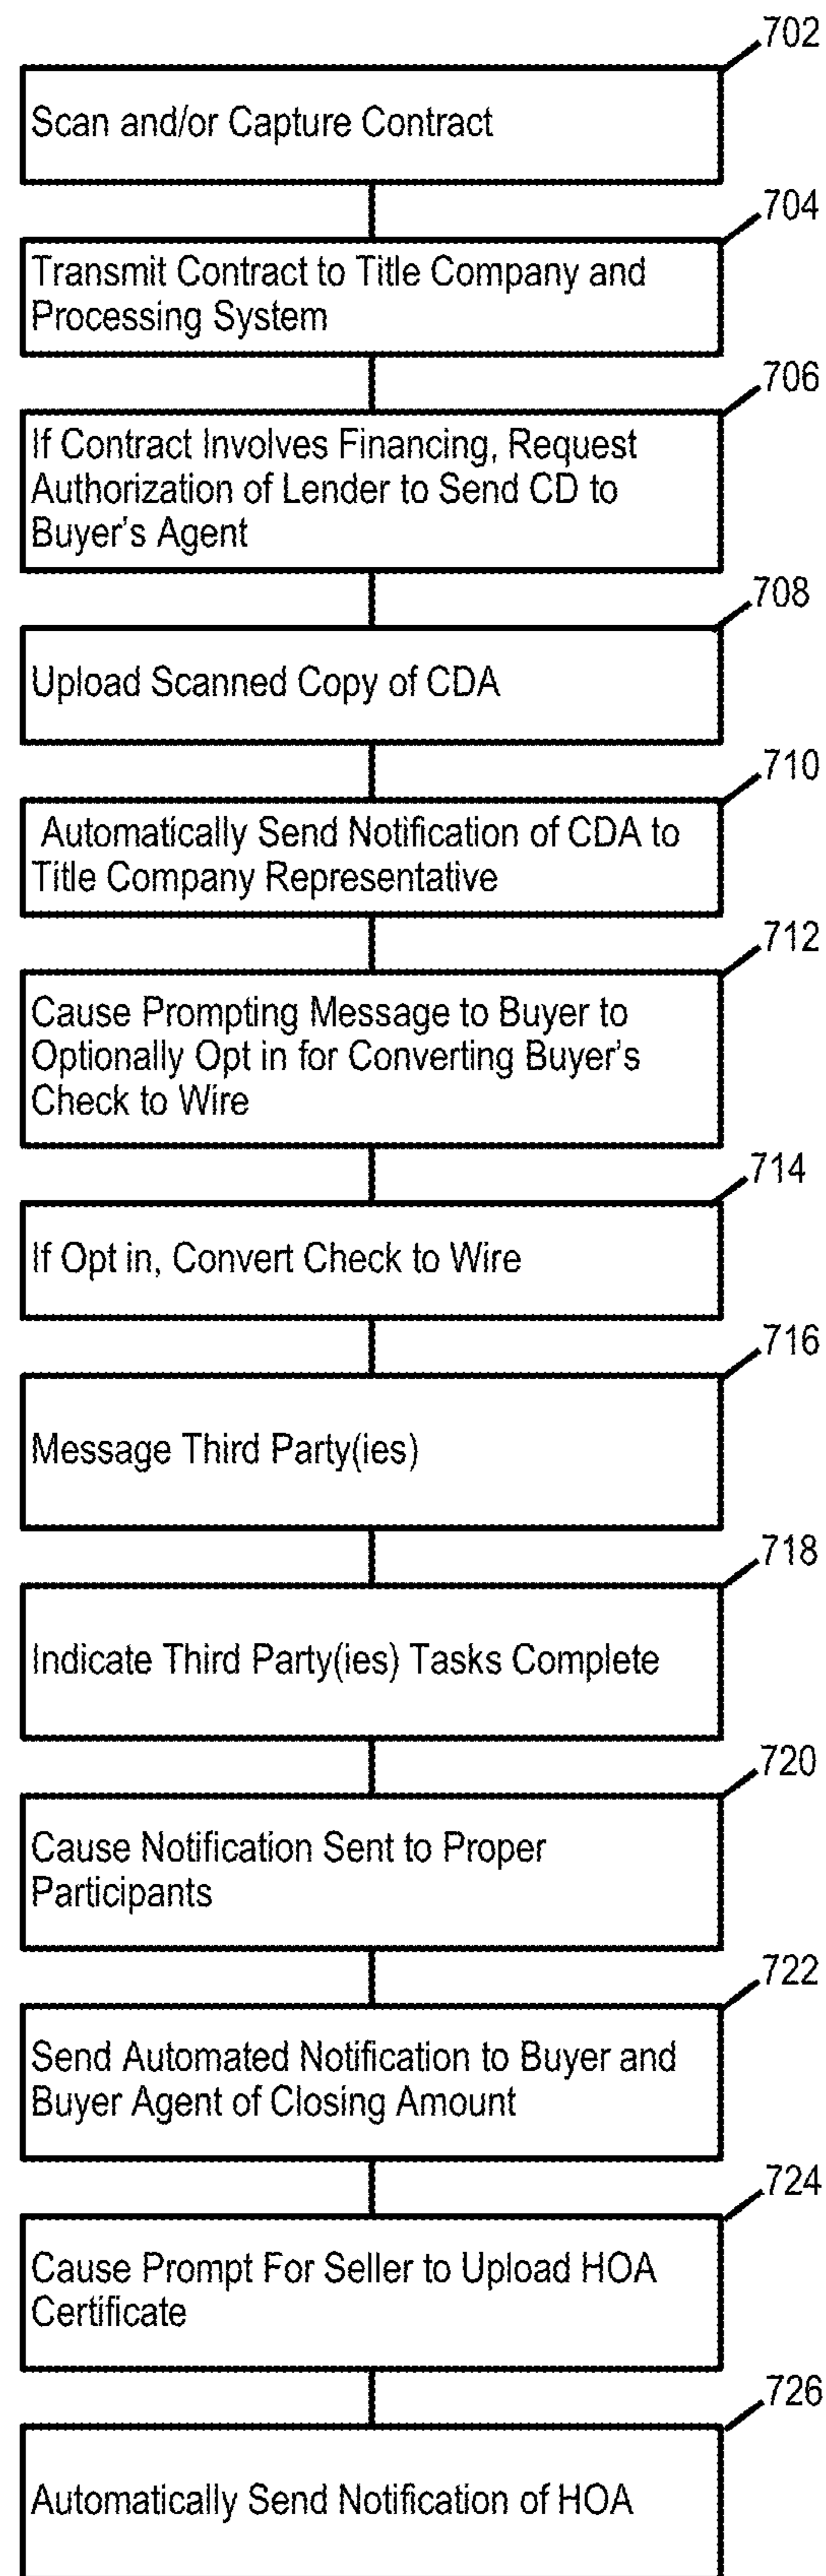 702
Scan and/or Capture Contract
704
Transmit Contract to Title Company and
Processing System
706
If Contract Involves Financing, Request
Authorization of Lender to Send CD to
Buyer's Agent
708
Upload Scanned Copy of CDA
710
Automatically Send Notification of CDA to
Title Company Representative
712
Cause Prompting Message to Buyer to
Optionally Opt in for Converting Buyer's
Check to Wire
714
If Opt in, Convert Check to Wire
716
Message Third Party(ies)
718
Indicate Third Party(ies) Tasks Complete
720
Cause Notification Sent to Proper
Participants
722
Send Automated Notification to Buyer and
Buyer Agent of Closing Amount
724
Cause Prompt For Seller to Upload HOA
Certificate
726
Automatically Send Notification of HOA